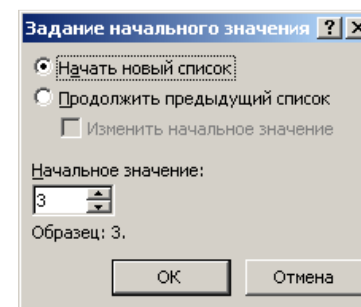 Задание начального значения
Начать новый список
Продолжить предыдущий список
Изменить начальное значение
Начальное значение:
3
Образец: 3.
ОК Отмена